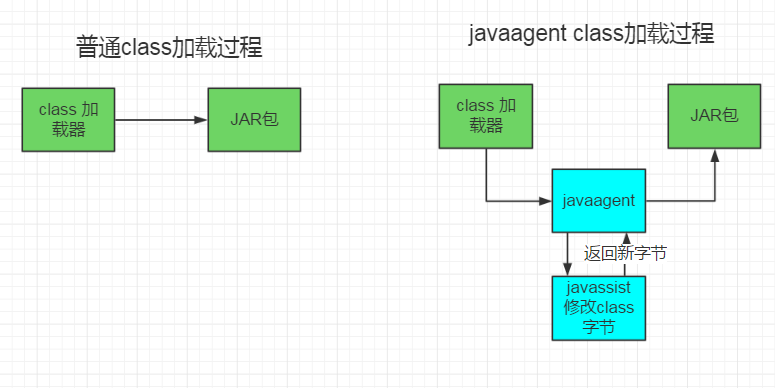 普通class加载过程
class 加
载器
JAR包
javaagent class加载过程
class 加
载器
JAR包
javaagent
返回新字节
javassist
修改class
字节